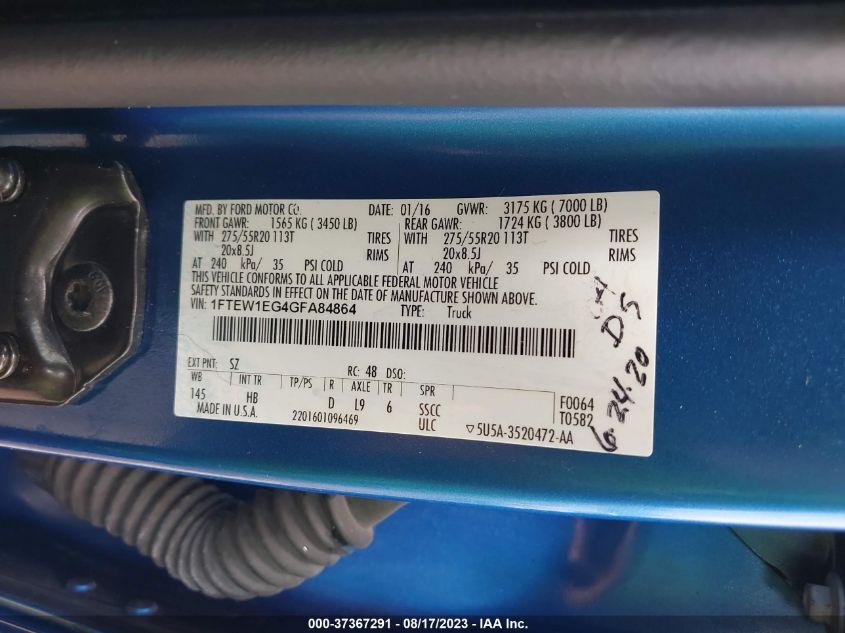 MFD. BY FORD MOTOR CO. DATE: 01/16 GVWR: 3175 KG ( 7000 LB)
FRONT GAWR: 1565 KG ( 3450 LB) REAR GAWR: 1724 KG ( 3800 LB)
WITH 275/55R20 113T TIRES WITH 275/55R20 113T TIRES
20x8.5J RIMS 20x8.5J RIMS
AT 240 kPa/ 35 PSI COLD AT 240 kPa/ 35 PSI COLD
THIS VEHICLE CONFORMS TO ALL APPLICABLE FEDERAL MOTOR VEHICLE
SAFETY STANDARDS IN EFFECT ON THE DATE OF MANUFACTURE SHOWN ABOVE.
VIN: 1FTEW1EG4GFA84864 TYPE: Truck
EXT PNT: SZ RC: 48 DSO:
WB INT TR TP/PS R AXLE TR SPR
145 HB D L9 6 SSCC F0064
MADE IN U.S.A. 2201601096469 ULC ▽5U5A-3520472-AA T0582
D5
6.24.20
000-37367291 - 08/17/2023 - IAA Inc.